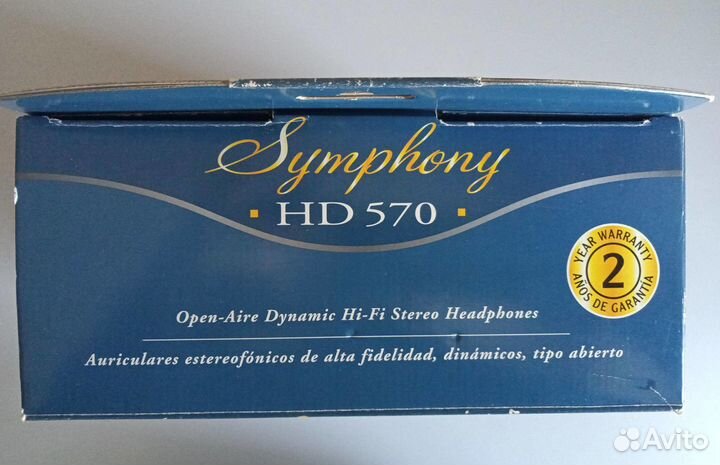 Symphony
HD 570
2 YEAR WARRANTY
AÑOS DE GARANTÍA
Open-Aire Dynamic Hi-Fi Stereo Headphones
Auriculares estereofónicos de alta fidelidad, dinámicos, tipo abierto
Avito